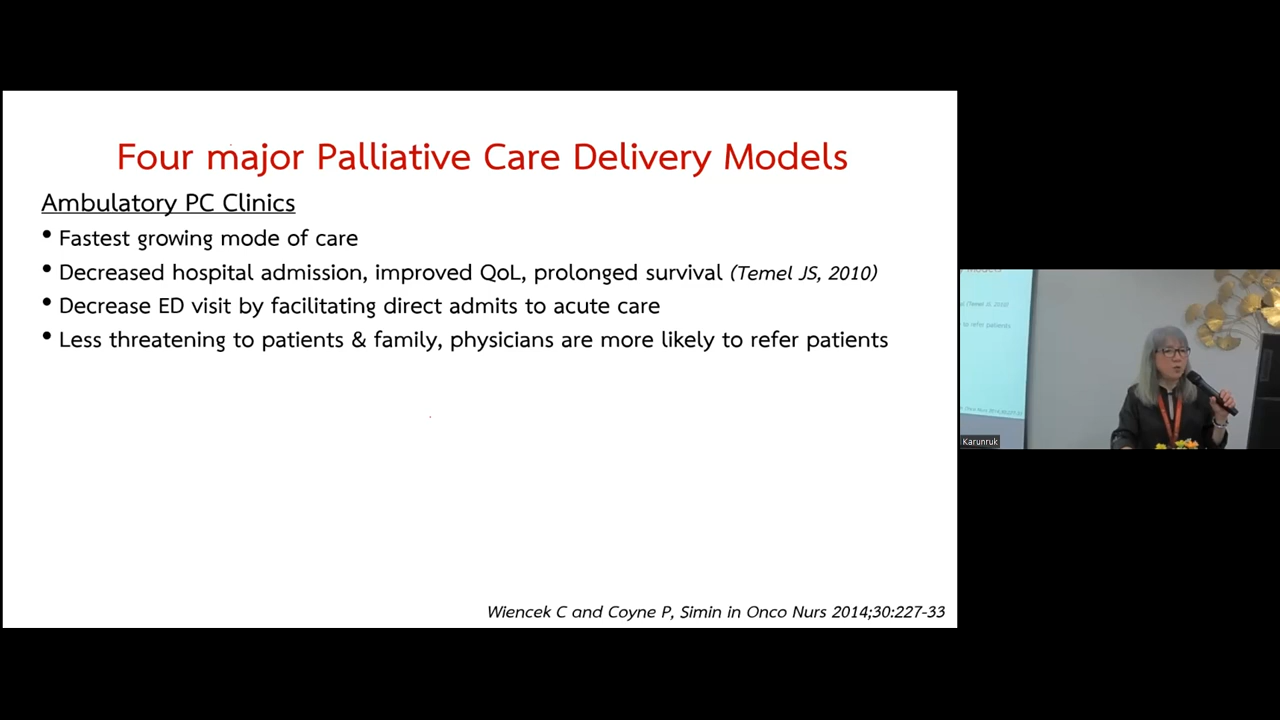 Four major Palliative Care Delivery Models
Ambulatory PC Clinics
• Fastest growing mode of care
• Decreased hospital admission, improved QoL, prolonged survival (Temel JS, 2010)
• Decrease ED visit by facilitating direct admits to acute care
• Less threatening to patients & family, physicians are more likely to refer patients
Wiencek C and Coyne P, Simin in Onco Nurs 2014;30:227-33
to refer patients
Karunruk